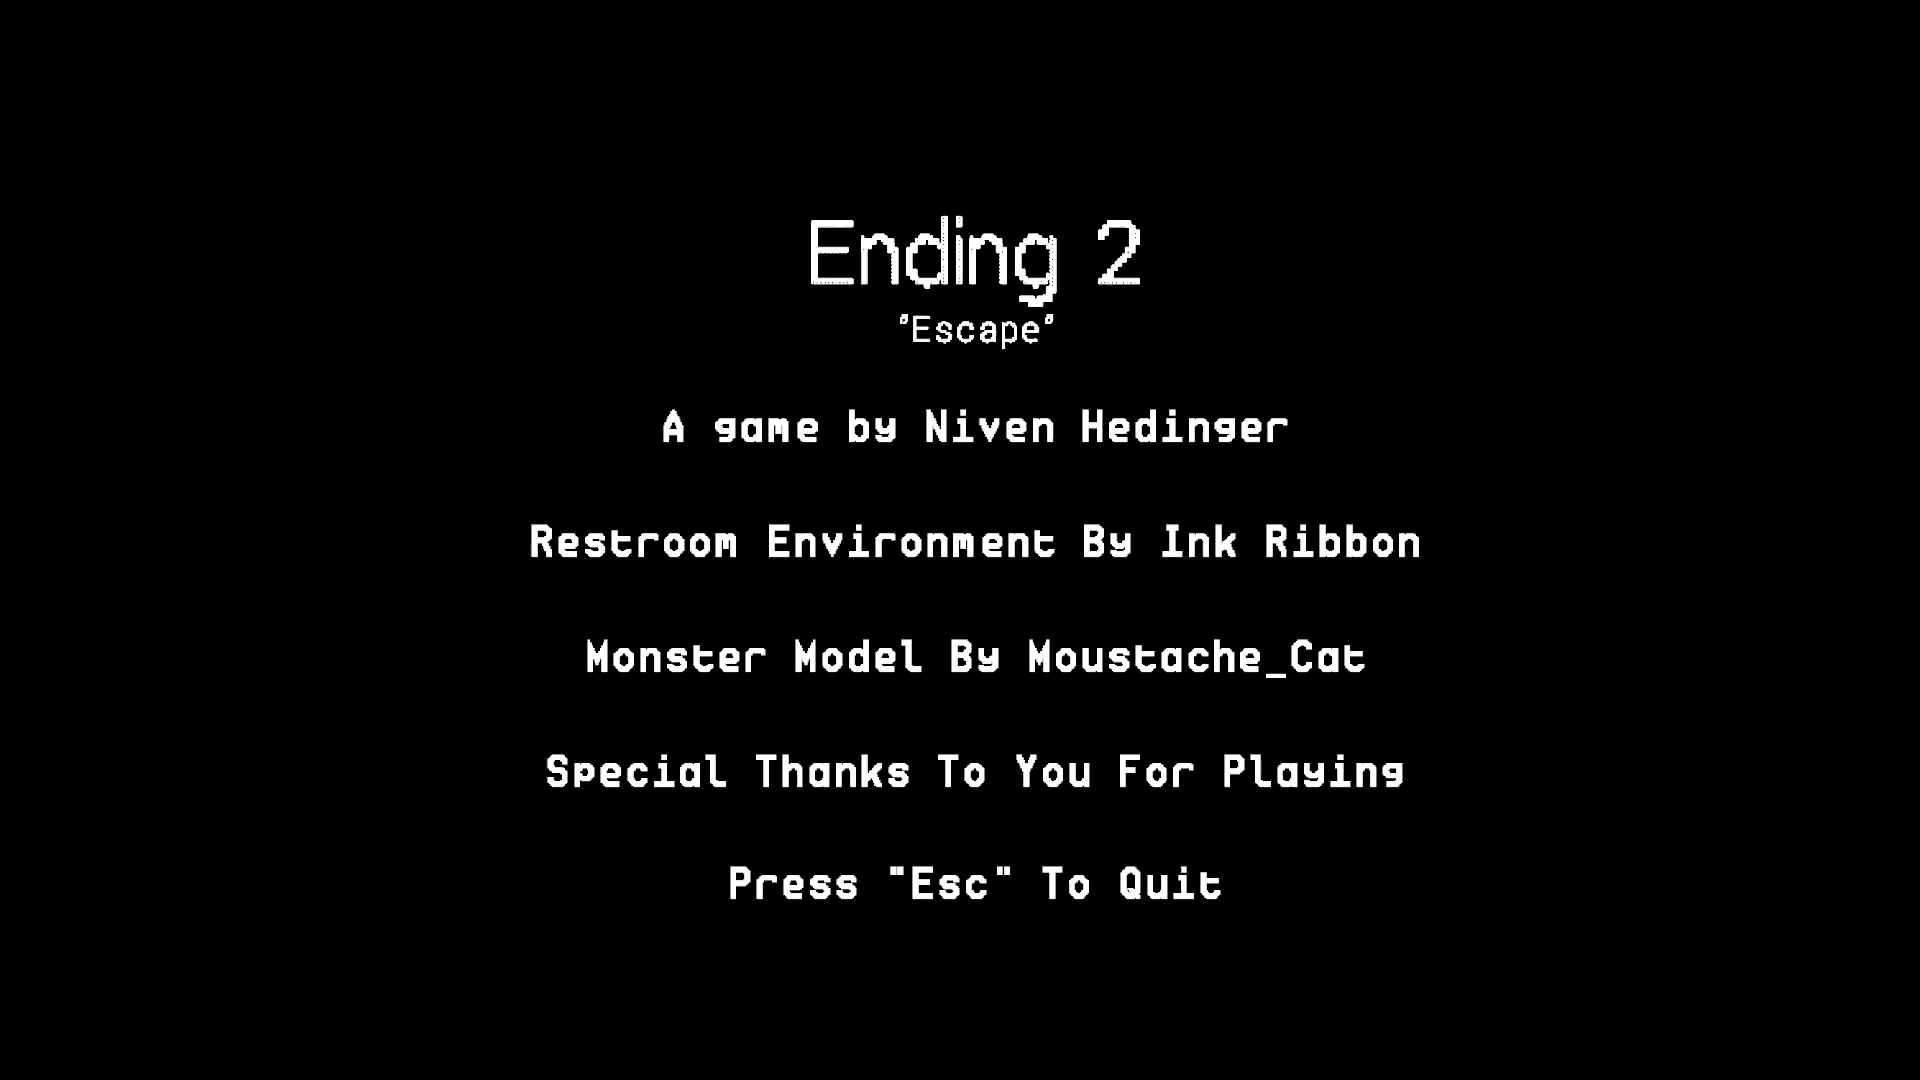 Ending 2
"Escape"
A game by Niven Hedinger
Restroom Environment By Ink Ribbon
Monster Model By Moustache_Cat
Special Thanks To You For Playing
Press "Esc" To Quit